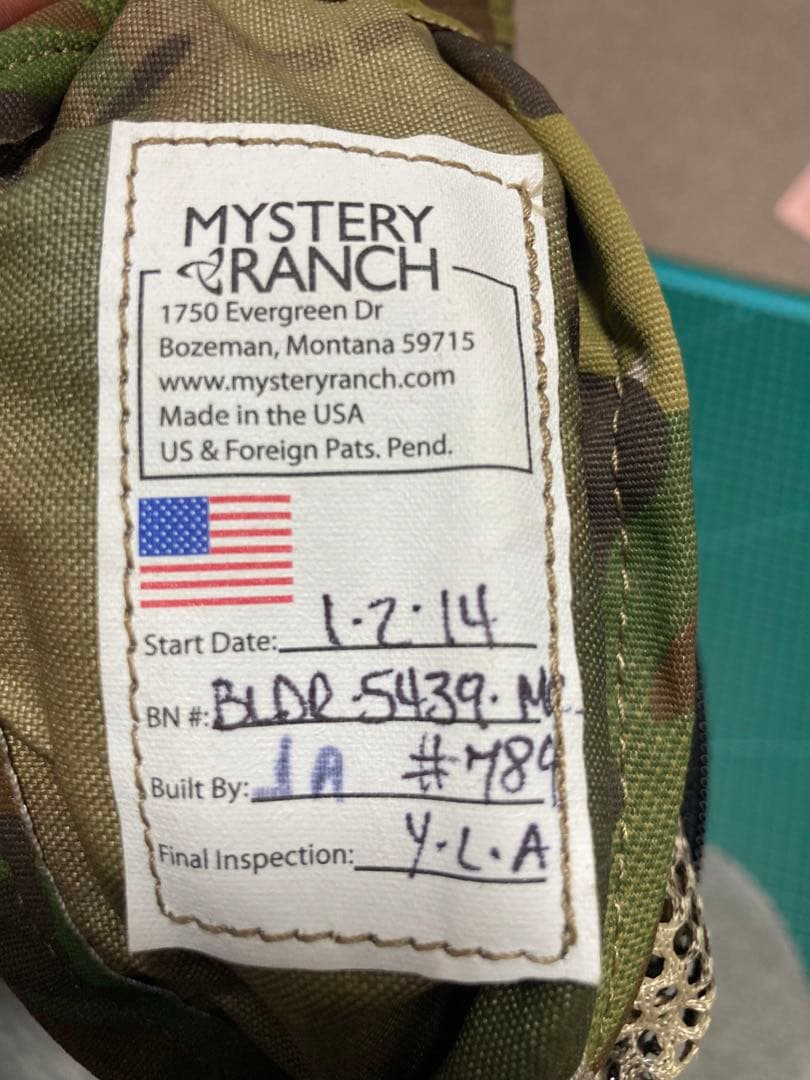 MYSTERY
RANCH
1750 Evergreen Dr
Bozeman, Montana 59715
www.mysteryranch.com
Made in the USA
US & Foreign Pats. Pend.
Start Date: 1.2.14
BN #: BLDR.5439.MC
Built By: JA #789
Final Inspection: Y.L.A